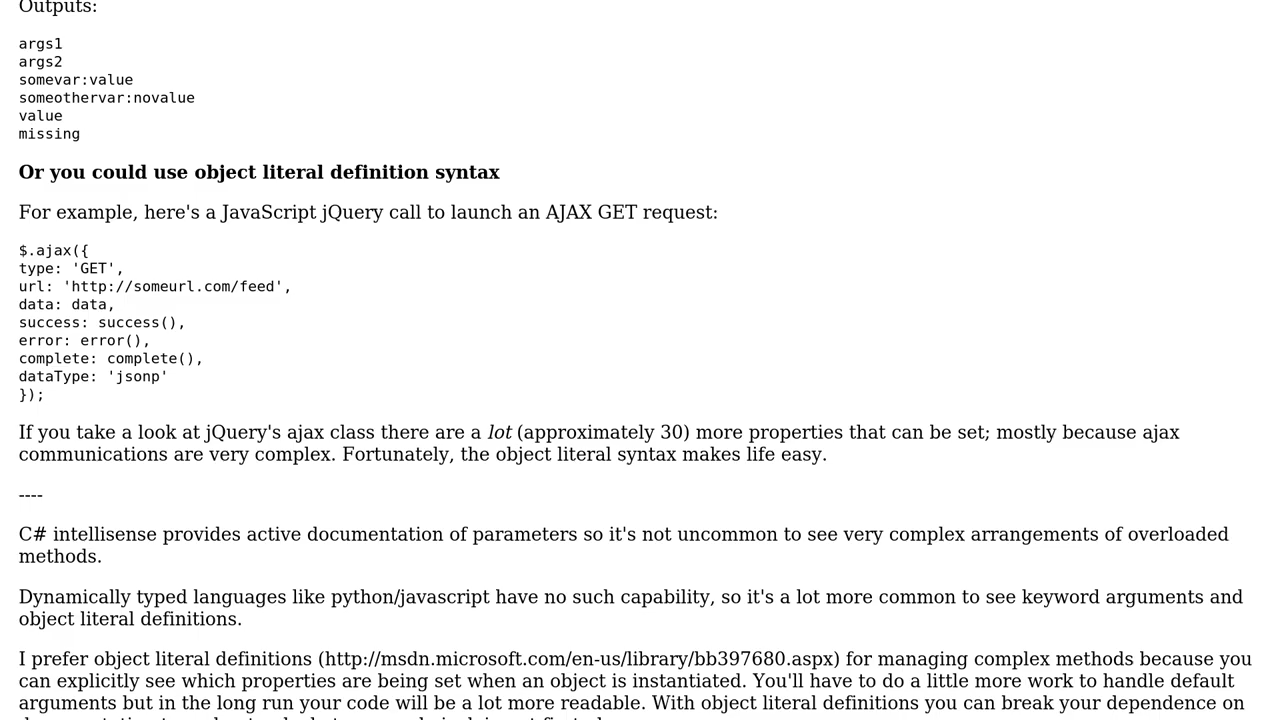 Outputs:
args1
args2
somevar:value
someothervar:novalue
value
missing
Or you could use object literal definition syntax
For example, here's a JavaScript jQuery call to launch an AJAX GET request:
$.ajax({
type: 'GET',
url: 'http://someurl.com/feed',
data: data,
success: success(),
error: error(),
complete: complete(),
dataType: 'jsonp'
});
If you take a look at jQuery's ajax class there are a lot (approximately 30) more properties that can be set; mostly because ajax
communications are very complex. Fortunately, the object literal syntax makes life easy.
----
C# intellisense provides active documentation of parameters so it's not uncommon to see very complex arrangements of overloaded
methods.
Dynamically typed languages like python/javascript have no such capability, so it's a lot more common to see keyword arguments and
object literal definitions.
I prefer object literal definitions (http://msdn.microsoft.com/en-us/library/bb397680.aspx) for managing complex methods because you
can explicitly see which properties are being set when an object is instantiated. You'll have to do a little more work to handle default
arguments but in the long run your code will be a lot more readable. With object literal definitions you can break your dependence on